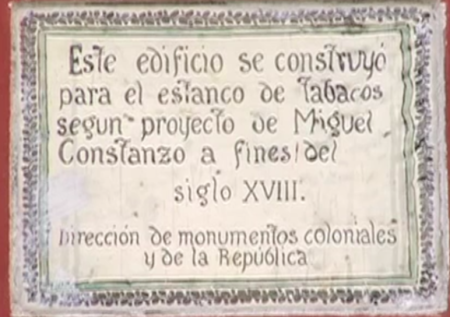 Este edificio se construyó
para el estanco de tabacos
segun proyecto de Miguel
Constanzo a fines del
siglo XVIII.
Dirección de monumentos coloniales
y de la República